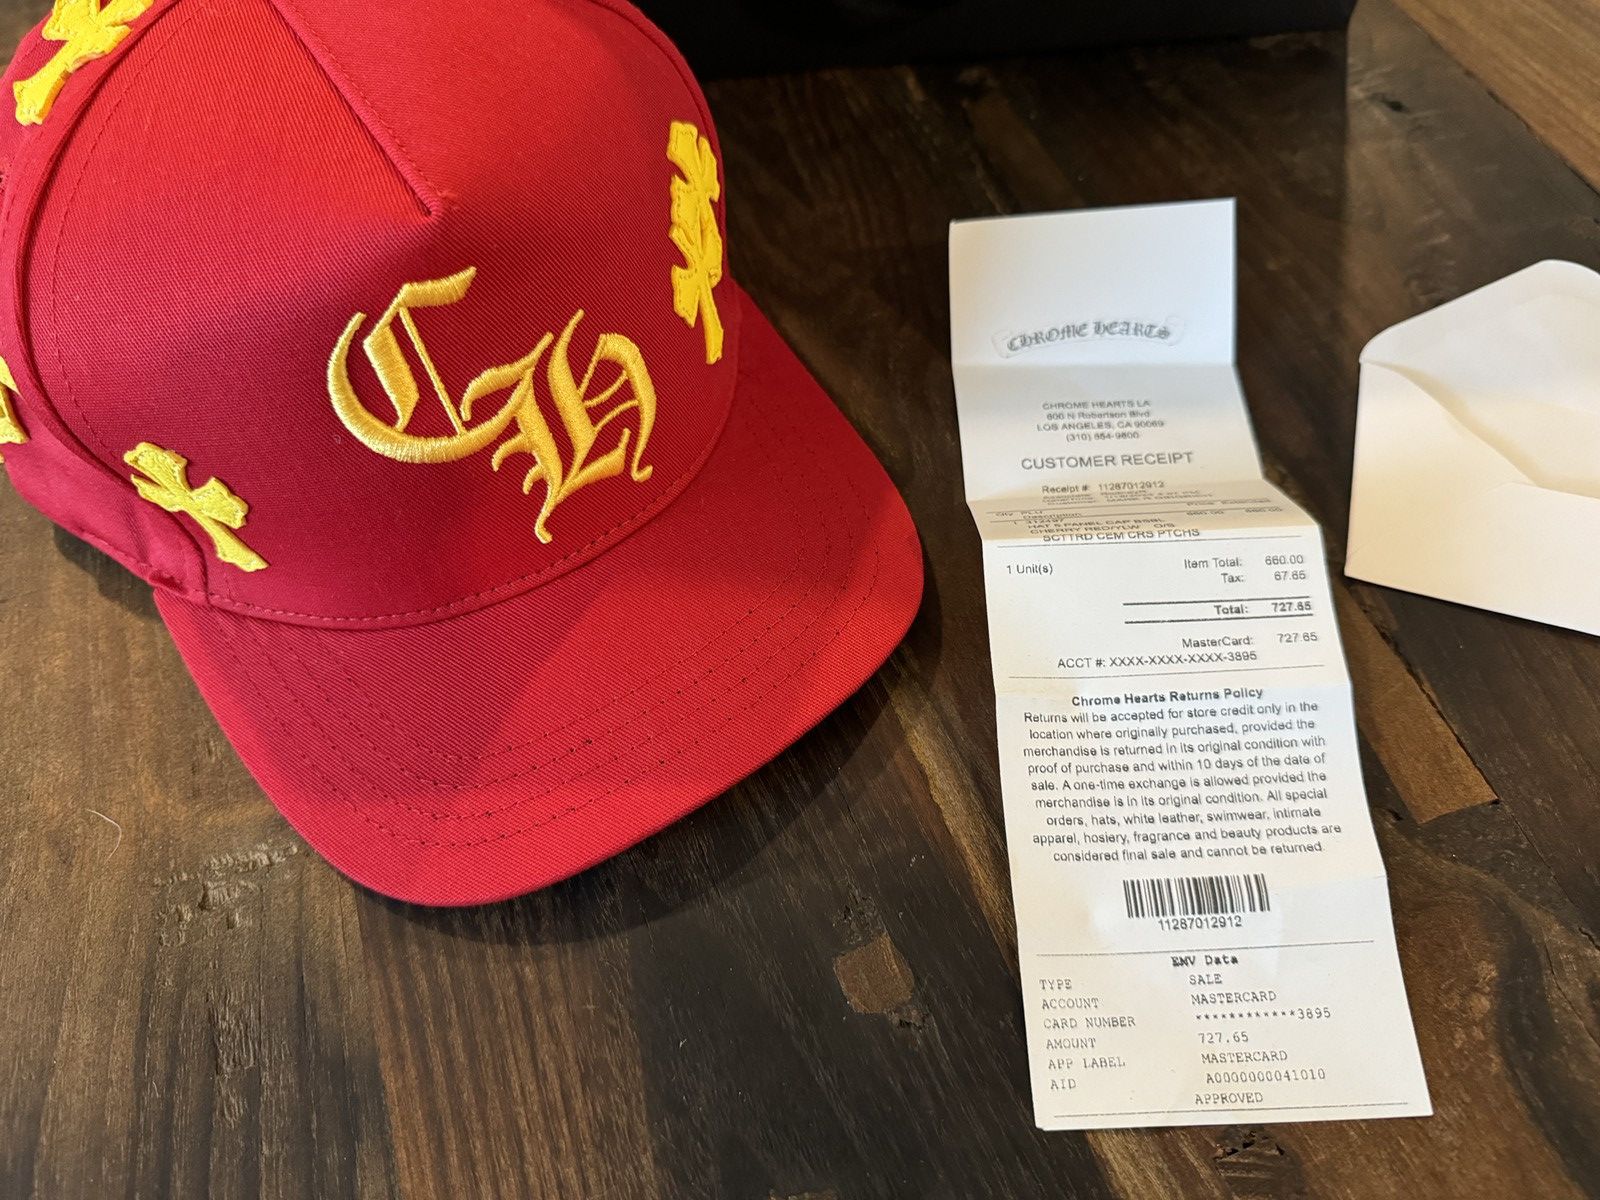 CH
CHROME HEARTS
CHROME HEARTS LA
600 N Robertson Blvd
LOS ANGELES, CA 90069
(310) 854-9800
CUSTOMER RECEIPT
Receipt #: 11287012912
Qty PLU
Description
1
HAT 5 PANEL CAP BSBL
CHERRY RED/YLW O/S
SCTTRD CEM CRS PTCHS
1 Unit(s)
Item Total: 660.00
Tax: 67.65
Total: 727.65
MasterCard: 727.65
ACCT #: XXXX-XXXX-XXXX-3895
Chrome Hearts Returns Policy
Returns will be accepted for store credit only in the
location where originally purchased, provided the
merchandise is returned in its original condition with
proof of purchase and within 10 days of the date of
sale. A one-time exchange is allowed provided the
merchandise is in its original condition. All special
orders, hats, white leather, swimwear, intimate
apparel, hosiery, fragrance and beauty products are
considered final sale and cannot be returned.
11287012912
EMV Data
TYPE SALE
ACCOUNT MASTERCARD
CARD NUMBER ************3895
AMOUNT 727.65
APP LABEL MASTERCARD
AID A0000000041010
APPROVED